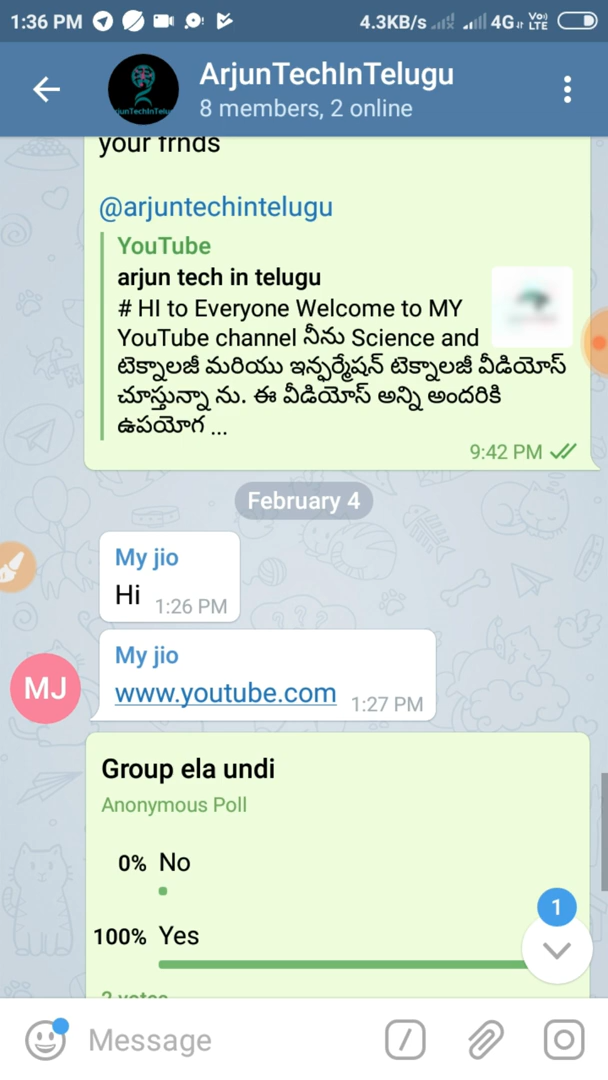 1:36 PM
4.3KB/s 4G VoLTE
ArjunTechInTelugu
8 members, 2 online
your frnds
@arjuntechintelugu
YouTube
arjun tech in telugu
# HI to Everyone Welcome to MY
YouTube channel నీను Science and
టెక్నాలజీ మరియు ఇన్ఫర్మేషన్ టెక్నాలజీ వీడియోస్
చూస్తున్నా ను. ఈ వీడియోస్ అన్ని అందరికి
ఉపయోగ ...
9:42 PM
February 4
My jio
Hi 1:26 PM
MJ
My jio
www.youtube.com 1:27 PM
Group ela undi
Anonymous Poll
0% No
1
100% Yes
2 votes
Message